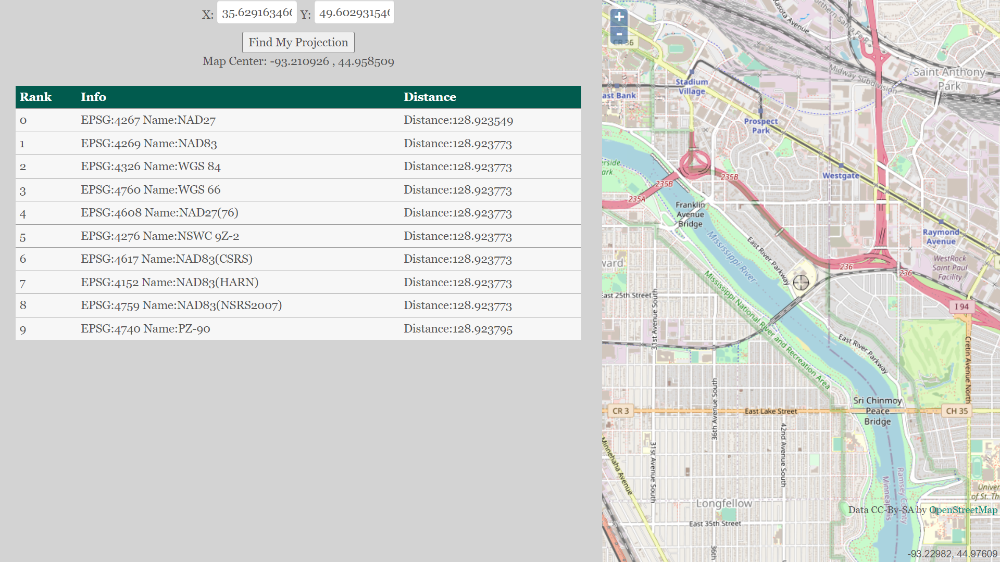 X: 35.62916346 Y: 49.60293154
Find My Projection
Map Center: -93.210926 , 44.958509
Rank Info Distance
0 EPSG:4267 Name:NAD27 Distance:128.923549
1 EPSG:4269 Name:NAD83 Distance:128.923773
2 EPSG:4326 Name:WGS 84 Distance:128.923773
3 EPSG:4760 Name:WGS 66 Distance:128.923773
4 EPSG:4608 Name:NAD27(76) Distance:128.923773
5 EPSG:4276 Name:NSWC 9Z-2 Distance:128.923773
6 EPSG:4617 Name:NAD83(CSRS) Distance:128.923773
7 EPSG:4152 Name:NAD83(HARN) Distance:128.923773
8 EPSG:4759 Name:NAD83(NSRS2007) Distance:128.923773
9 EPSG:4740 Name:PZ-90 Distance:128.923795
+
-
CR 36
Kasota Avenue
Northern Santa Fe
Midway Subdivision
Saint Anthony
Park
Stadium
Village
ast Bank
Prospect
Park
erside
ark
Westgate
235B
235B
235A
Franklin
Avenue
Bridge
Mississippi River
East River Parkway
Raymond
Avenue
WestRock
Saint Paul
Facility
ward
236
236
East 25th Street
31st Avenue South
Mississippi National River and Recreation Area
I 94
East River Parkway
Cretin Avenue North
36th Avenue South
Sri Chinmoy
Peace
Bridge
CR 3
East Lake Street
CH 35
42nd Avenue South
31st Avenue South
Minnehaha Avenue
Ramsey County
Minneapolis
Univer
of St. Th
Longfellow
East 35th Street
36th
Data CC-By-SA by OpenStreetMap
-93.22982, 44.97609